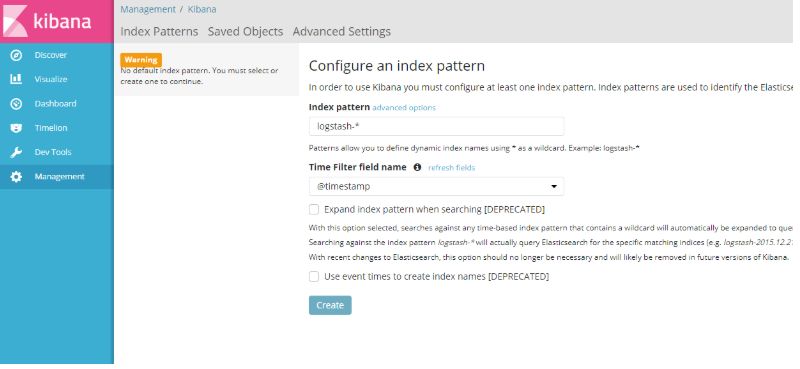 kibana
Discover
Visualize
Dashboard
Timelion
Dev Tools
Management
Management / Kibana
Index Patterns Saved Objects Advanced Settings
Warning
No default index pattern. You must select or
create one to continue.
Configure an index pattern
In order to use Kibana you must configure at least one index pattern. Index patterns are used to identify the Elasticse
Index pattern advanced options
logstash-*
Patterns allow you to define dynamic index names using * as a wildcard. Example: logstash-*
Time Filter field name refresh fields
@timestamp
Expand index pattern when searching [DEPRECATED]
With this option selected, searches against any time-based index pattern that contains a wildcard will automatically be expanded to quer
Searching against the index pattern logstash-* will actually query Elasticsearch for the specific matching indices (e.g. logstash-2015.12.21
With recent changes to Elasticsearch, this option should no longer be necessary and will likely be removed in future versions of Kibana.
Use event times to create index names [DEPRECATED]
Create